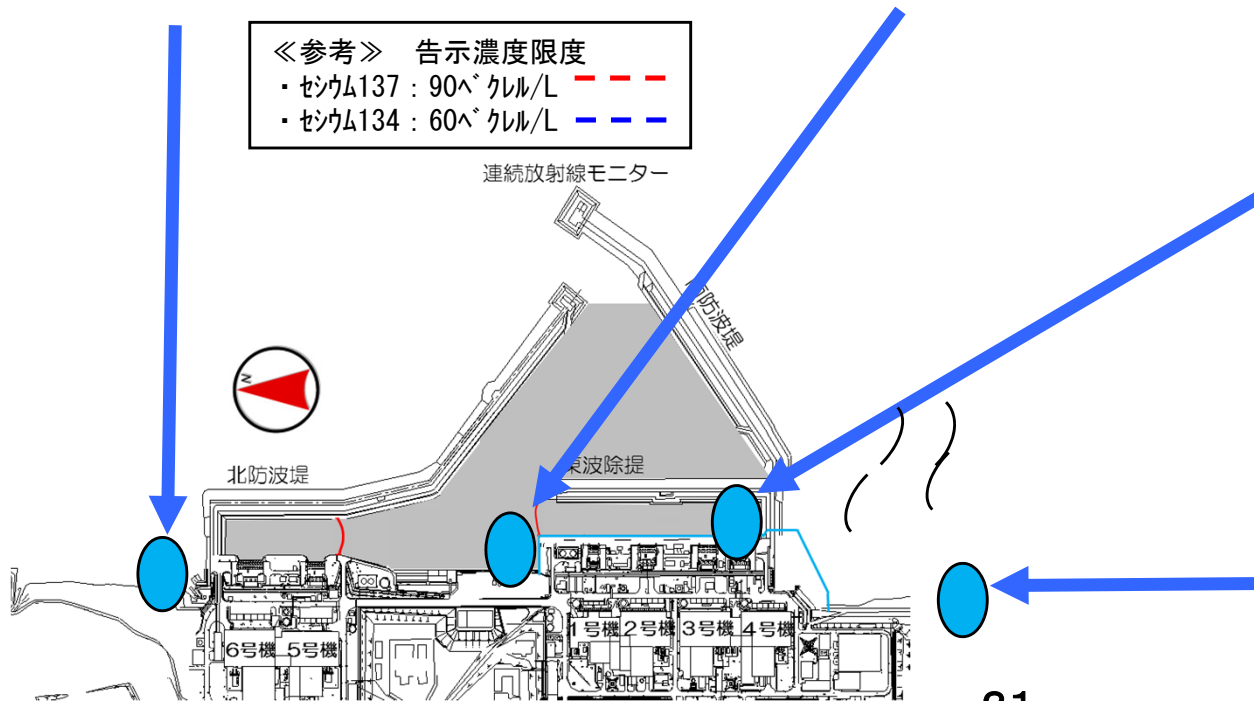 ≪参考≫ 告示濃度限度
・ｾｼｳﾑ137：90ﾍﾞｸﾚﾙ/L
・ｾｼｳﾑ134：60ﾍﾞｸﾚﾙ/L
連続放射線モニター
防波堤
N
北防波堤
東波除堤
6号機 5号機
1号機 2号機 3号機 4号機